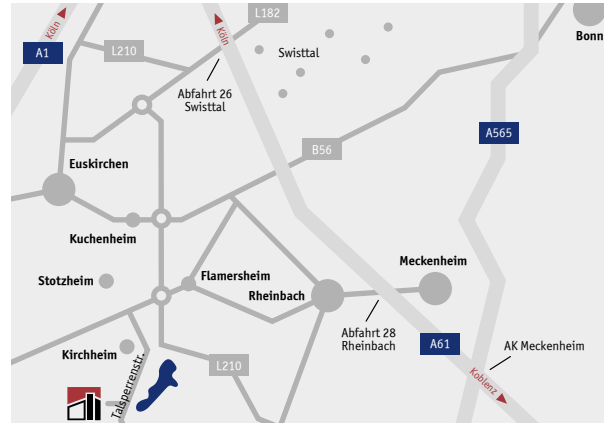 L182
Köln
Köln
Bonn
A1
L210
Swisttal
Abfahrt 26
Swisttal
A565
B56
Euskirchen
Kuchenheim
Stotzheim
Flamersheim
Rheinbach
Meckenheim
Abfahrt 28
Rheinbach
A61
AK Meckenheim
Kirchheim
L210
Koblenz
Talsperrenstr.